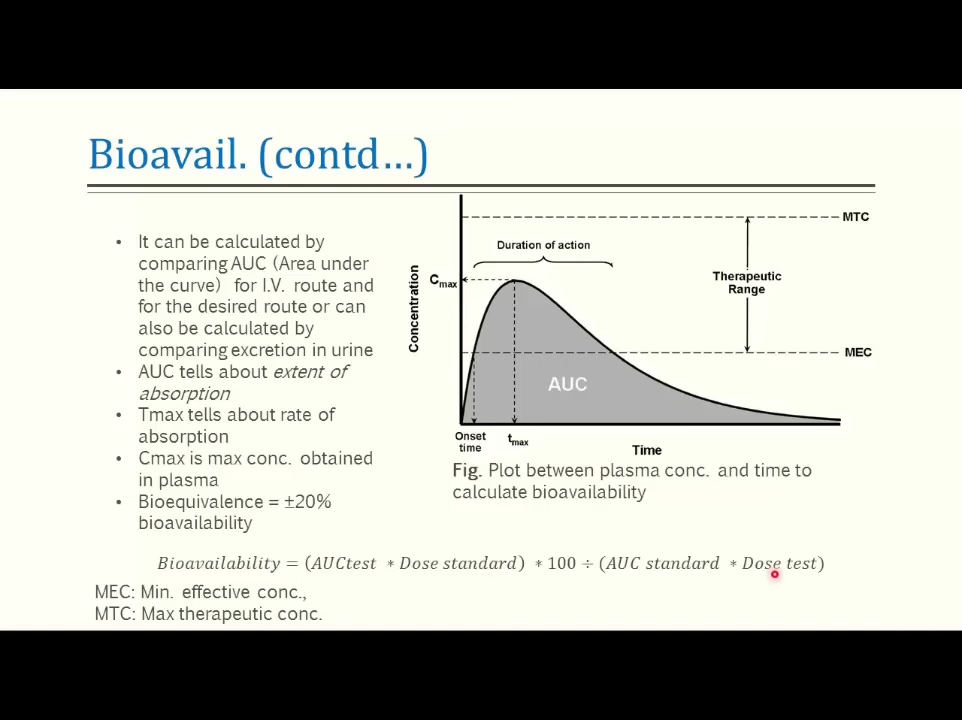 Bioavail. (contd…)
• It can be calculated by
comparing AUC (Area under
the curve) for I.V. route and
for the desired route or can
also be calculated by
comparing excretion in urine
• AUC tells about extent of
absorption
• Tmax tells about rate of
absorption
• Cmax is max conc. obtained
in plasma
• Bioequivalence = ±20%
bioavailability
MTC
Duration of action
Therapeutic
Range
Cmax
Concentration
MEC
AUC
Onset
time
tmax
Time
Fig. Plot between plasma conc. and time to
calculate bioavailability
Bioavailability = (AUCtest * Dose standard) * 100 ÷ (AUC standard * Dose test)
MEC: Min. effective conc.,
MTC: Max therapeutic conc.